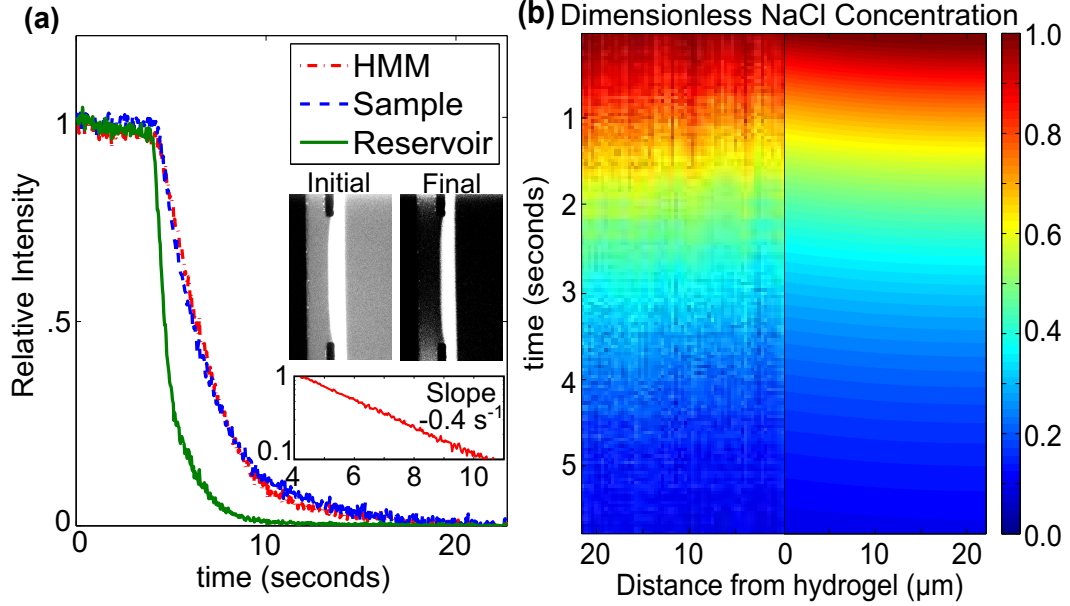 (a)
1
.5
0
0 10 20
Relative Intensity
time (seconds)
HMM
Sample
Reservoir
Initial Final
1
0.1
4 6 8 10
Slope
-0.4 s⁻¹
(b) Dimensionless NaCl Concentration
1
2
3
4
5
time (seconds)
20 10 0 10 20
Distance from hydrogel (µm)
1.0
0.8
0.6
0.4
0.2
0.0